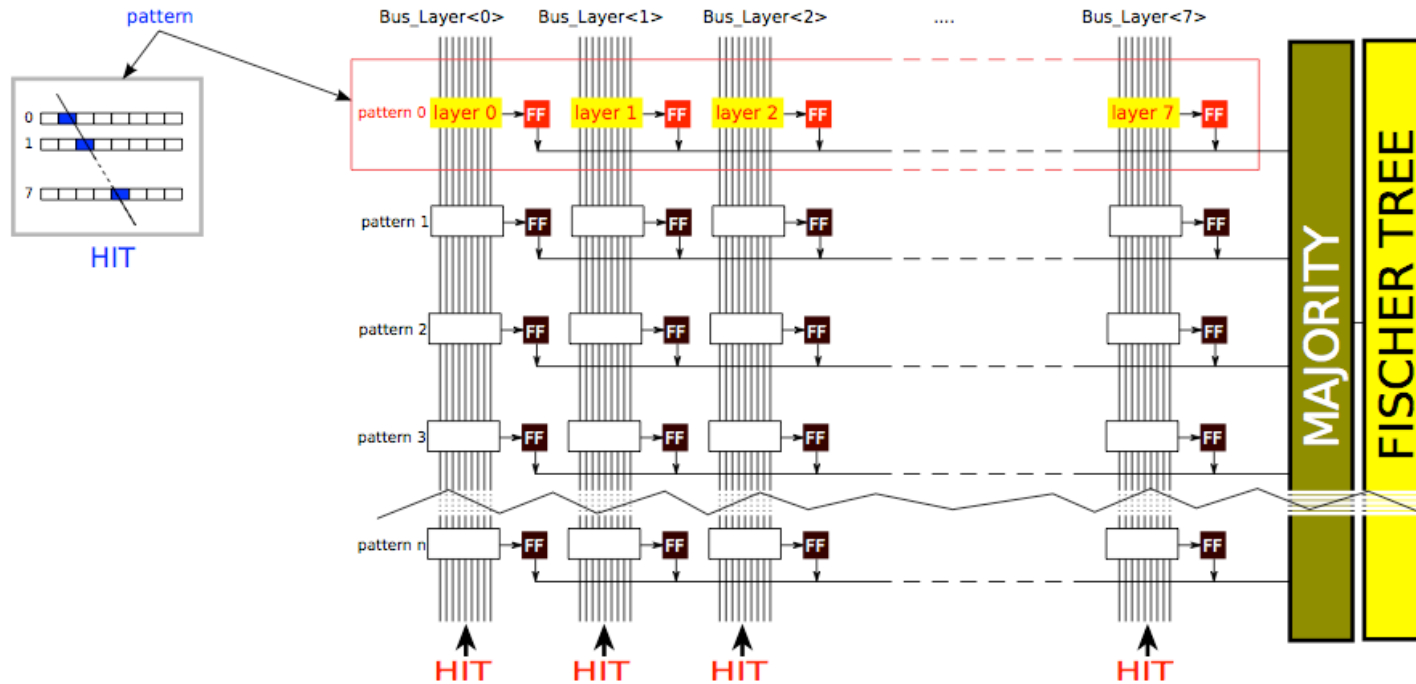 pattern
Bus_Layer<0>
Bus_Layer<1>
Bus_Layer<2>
....
Bus_Layer<7>
0
1
7
HIT
pattern 0
layer 0
FF
layer 1
FF
layer 2
FF
layer 7
FF
pattern 1
FF
FF
FF
FF
pattern 2
FF
FF
FF
FF
pattern 3
FF
FF
FF
FF
pattern n
FF
FF
FF
FF
HIT
HIT
HIT
HIT
MAJORITY
FISCHER TREE